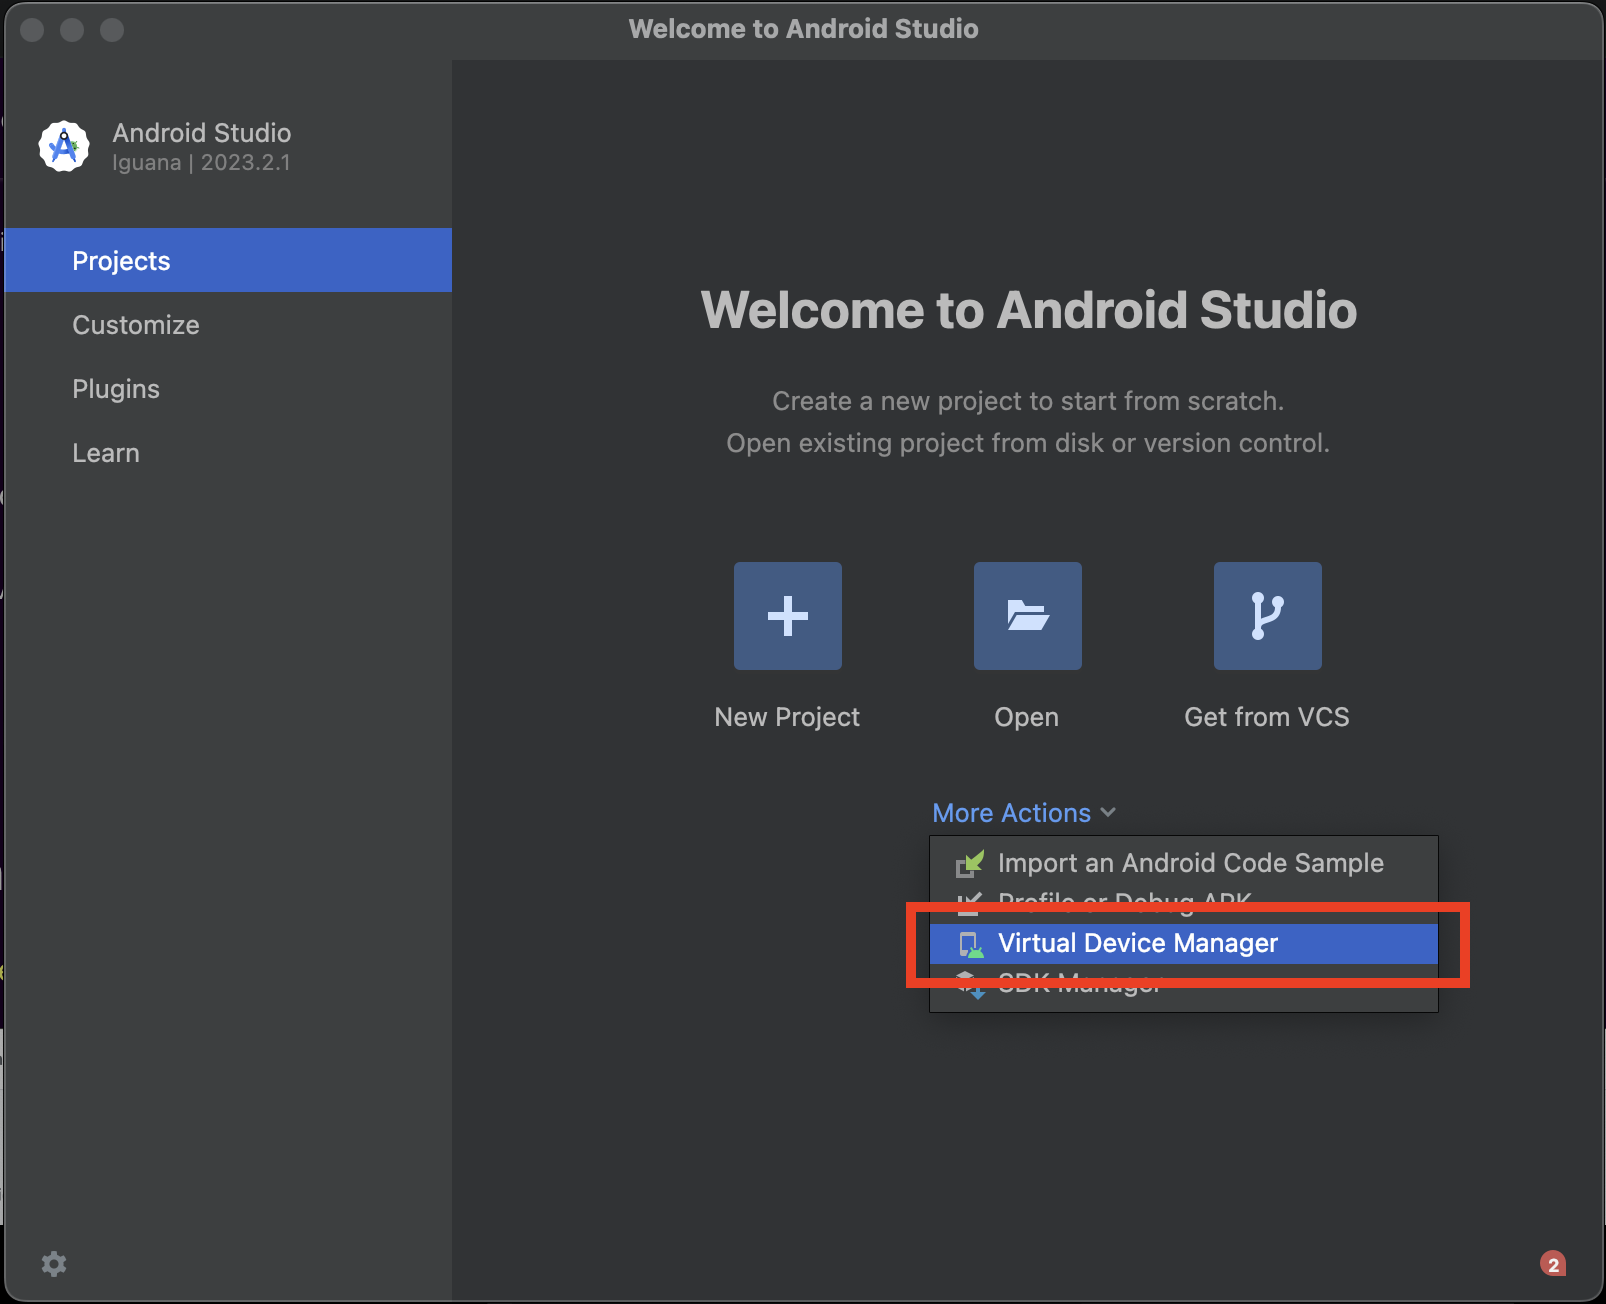 Welcome to Android Studio
Android Studio
Iguana | 2023.2.1
Projects
Customize
Plugins
Learn
Welcome to Android Studio
Create a new project to start from scratch.
Open existing project from disk or version control.
New Project
Open
Get from VCS
More Actions
Import an Android Code Sample
Profile or Debug APK
Virtual Device Manager
SDK Manager
2